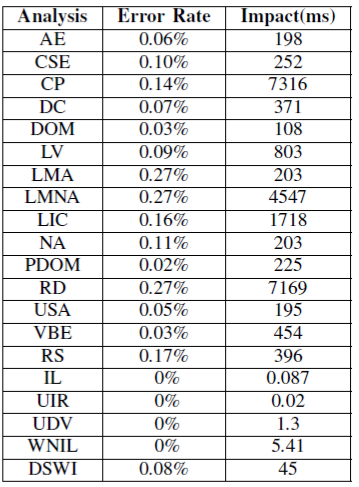 Analysis Error Rate Impact(ms)
AE 0.06% 198
CSE 0.10% 252
CP 0.14% 7316
DC 0.07% 371
DOM 0.03% 108
LV 0.09% 803
LMA 0.27% 203
LMNA 0.27% 4547
LIC 0.16% 1718
NA 0.11% 203
PDOM 0.02% 225
RD 0.27% 7169
USA 0.05% 195
VBE 0.03% 454
RS 0.17% 396
IL 0% 0.087
UIR 0% 0.02
UDV 0% 1.3
WNIL 0% 5.41
DSWI 0.08% 45